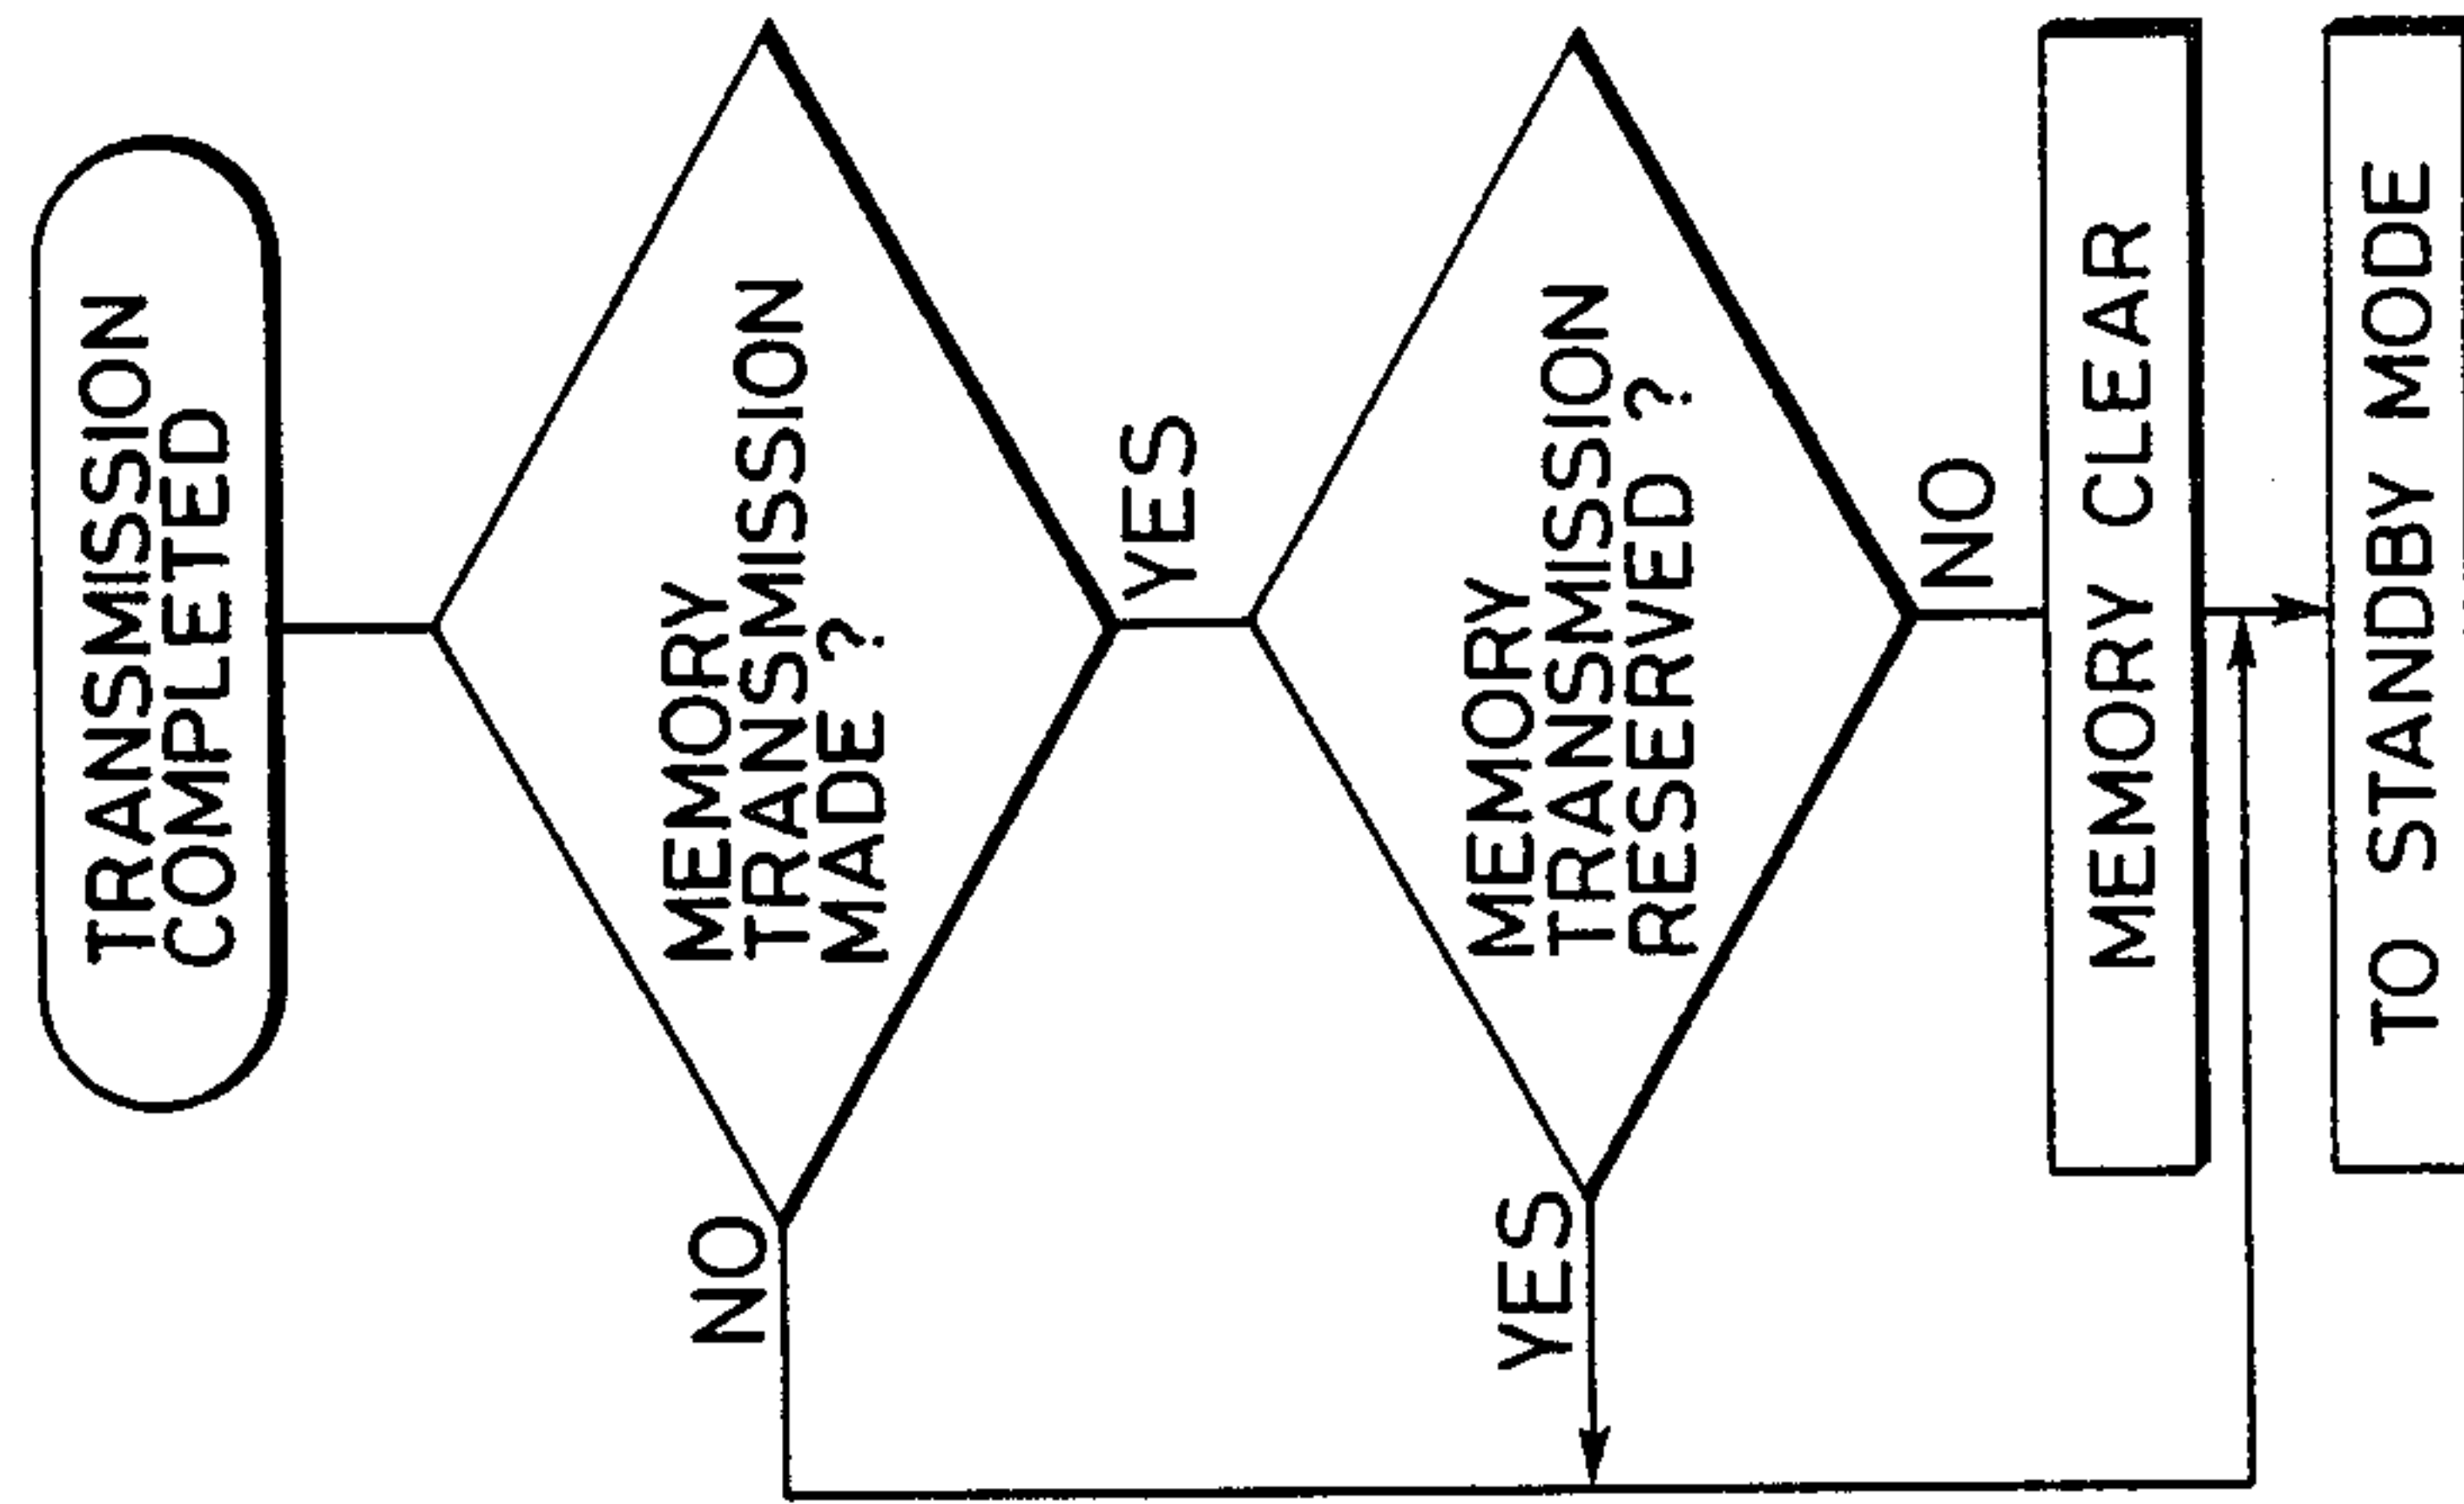 TRANSMISSION
COMPLETED
MEMORY
TRANSMISSION
MADE ?
NO
YES
MEMORY
TRANSMISSION
RESERVED ?
YES
NO
MEMORY CLEAR
TO STANDBY MODE